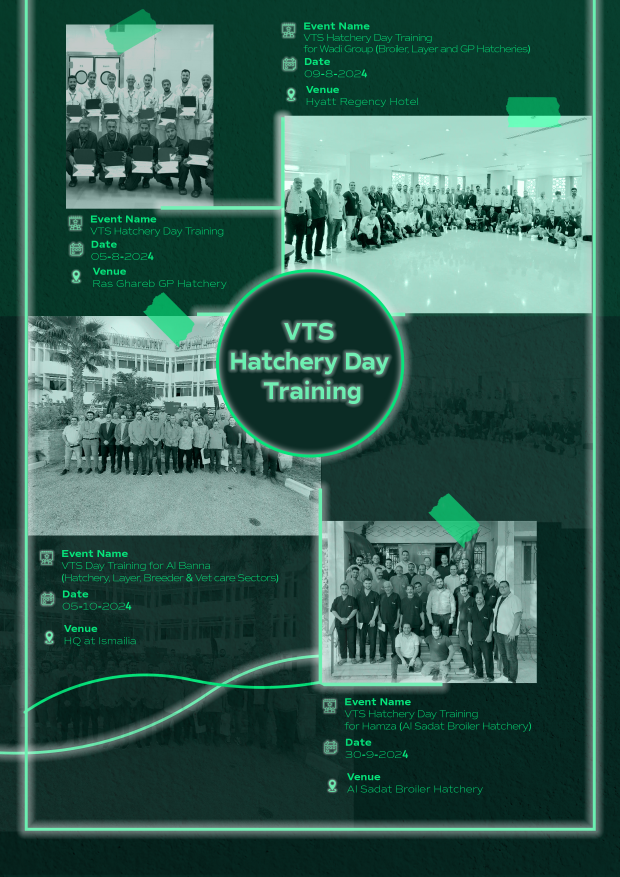 Event Name
VTS Hatchery Day Training
for Wadi Group (Broiler, Layer and GP Hatcheries)
Date
09-8-2024
Venue
Hyatt Regency Hotel
Event Name
VTS Hatchery Day Training
Date
05-8-2024
Venue
Ras Ghareb GP Hatchery
VTS
Hatchery Day
Training
POULTRY
Event Name
VTS Day Training for Al Banna
(Hatchery, Layer, Breeder & Vet care Sectors)
Date
05-10-2024
Venue
HQ at Ismailia
Event Name
VTS Hatchery Day Training
for Hamza (Al Sadat Broiler Hatchery)
Date
30-9-2024
Venue
Al Sadat Broiler Hatchery